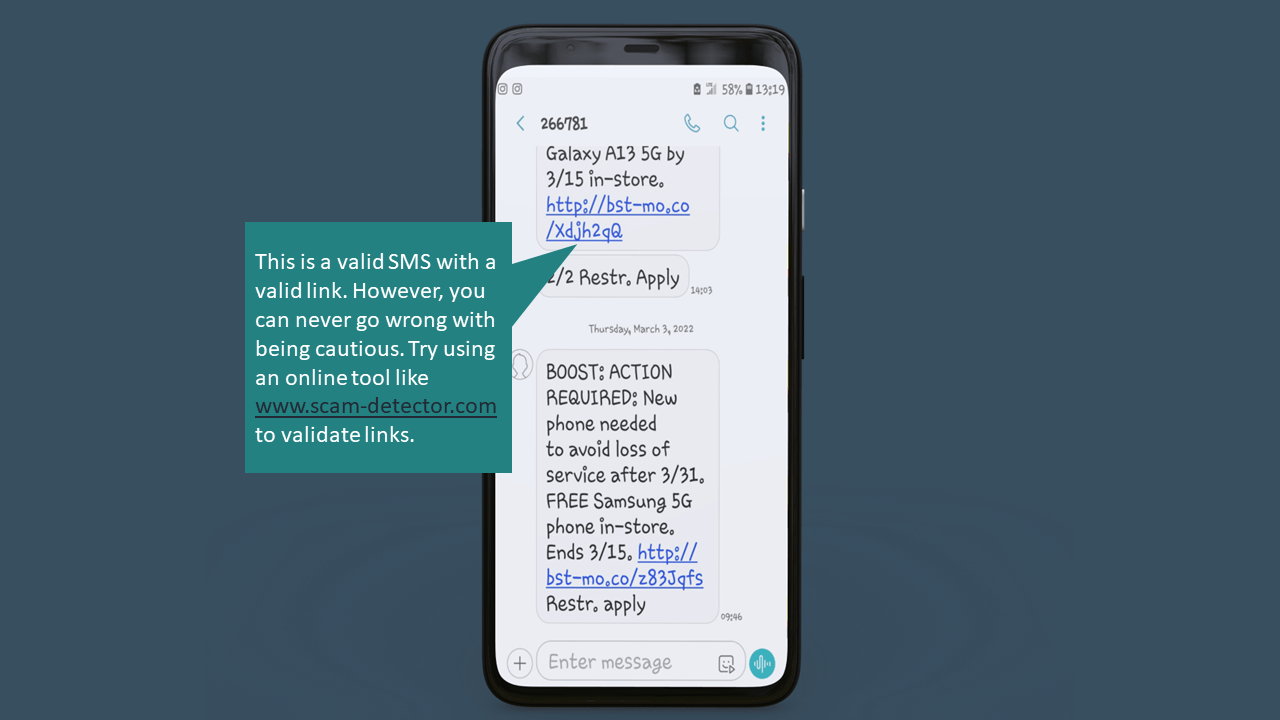 58% 13:19
266781
Galaxy A13 5G by
3/15 in-store.
http://bst-mo.co
/Xdjh2qQ
2/2 Restr. Apply
14:03
Thursday, March 3, 2022
BOOST: ACTION
REQUIRED: New
phone needed
to avoid loss of
service after 3/31.
FREE Samsung 5G
phone in-store.
Ends 3/15. http://
bst-mo.co/z83Jqfs
Restr. apply
09:46
Enter message
This is a valid SMS with a
valid link. However, you
can never go wrong with
being cautious. Try using
an online tool like
www.scam-detector.com
to validate links.